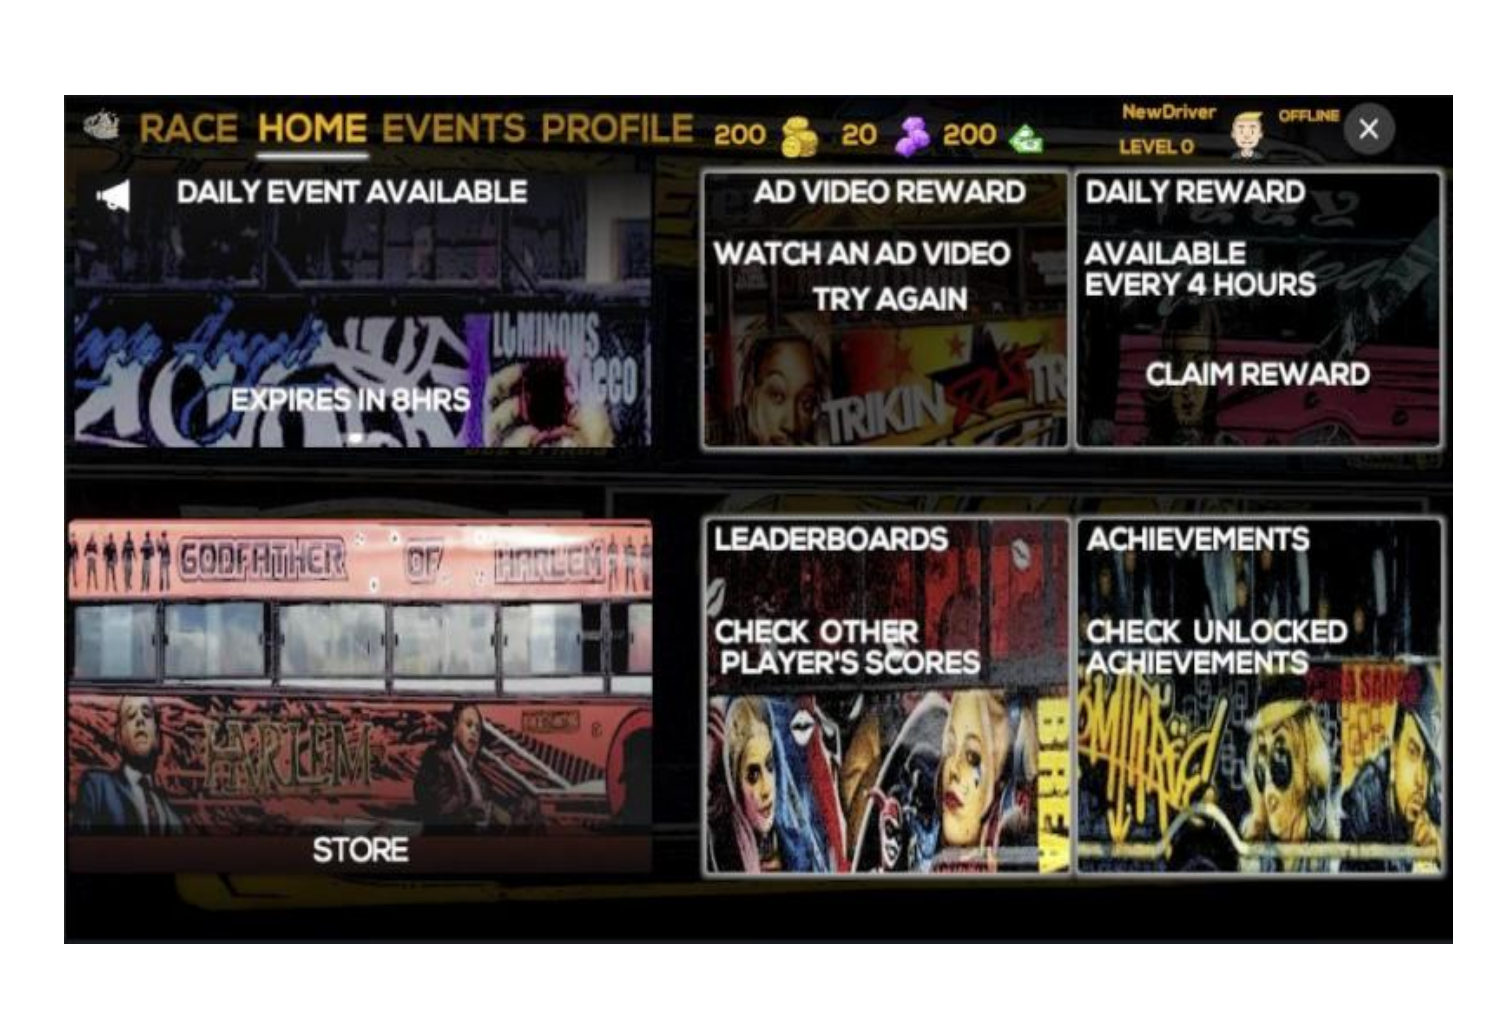 RACE HOME EVENTS PROFILE 200 20 200 NewDriver OFFLINE
LEVEL 0
DAILY EVENT AVAILABLE
LUMINOUS
EXPIRES IN 8HRS
AD VIDEO REWARD
WATCH AN AD VIDEO
TRY AGAIN
TRIKIN
DAILY REWARD
AVAILABLE
EVERY 4 HOURS
CLAIM REWARD
GODFATHER OF HARLEM
HARLEM
STORE
LEADERBOARDS
CHECK OTHER
PLAYER'S SCORES
ACHIEVEMENTS
CHECK UNLOCKED
ACHIEVEMENTS